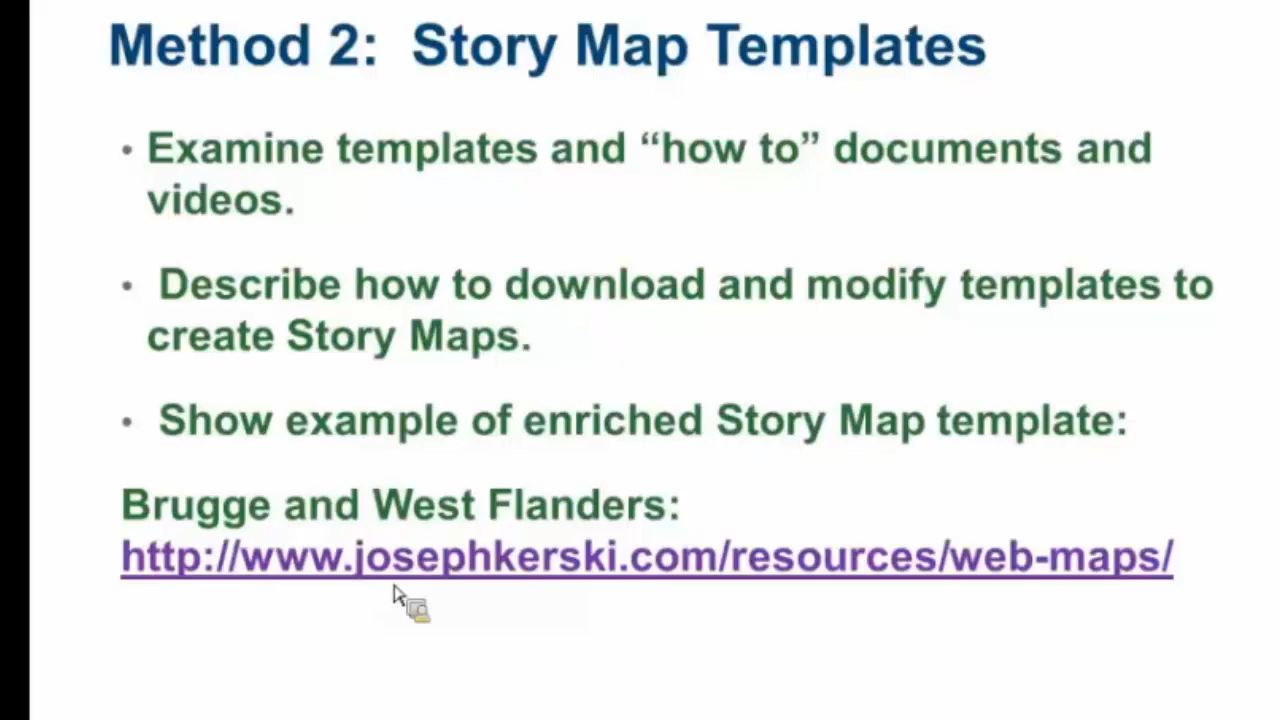 Method 2:  Story Map Templates
• Examine templates and “how to” documents and
videos.
• Describe how to download and modify templates to
create Story Maps.
• Show example of enriched Story Map template:
Brugge and West Flanders:
http://www.josephkerski.com/resources/web-maps/